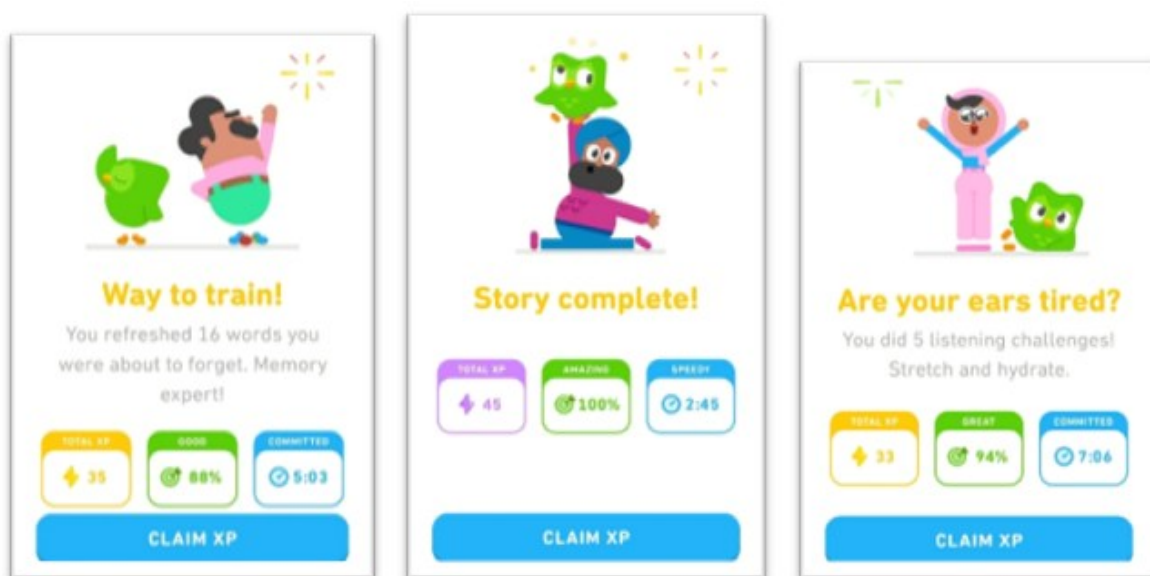 Way to train!
You refreshed 16 words you
were about to forget. Memory
expert!
TOTAL XP
GOOD
COMMITTED
35
88%
5:03
CLAIM XP
Story complete!
TOTAL XP
AMAZING
SPEEDY
45
100%
2:45
CLAIM XP
Are your ears tired?
You did 5 listening challenges!
Stretch and hydrate.
TOTAL XP
GREAT
COMMITTED
33
94%
7:06
CLAIM XP